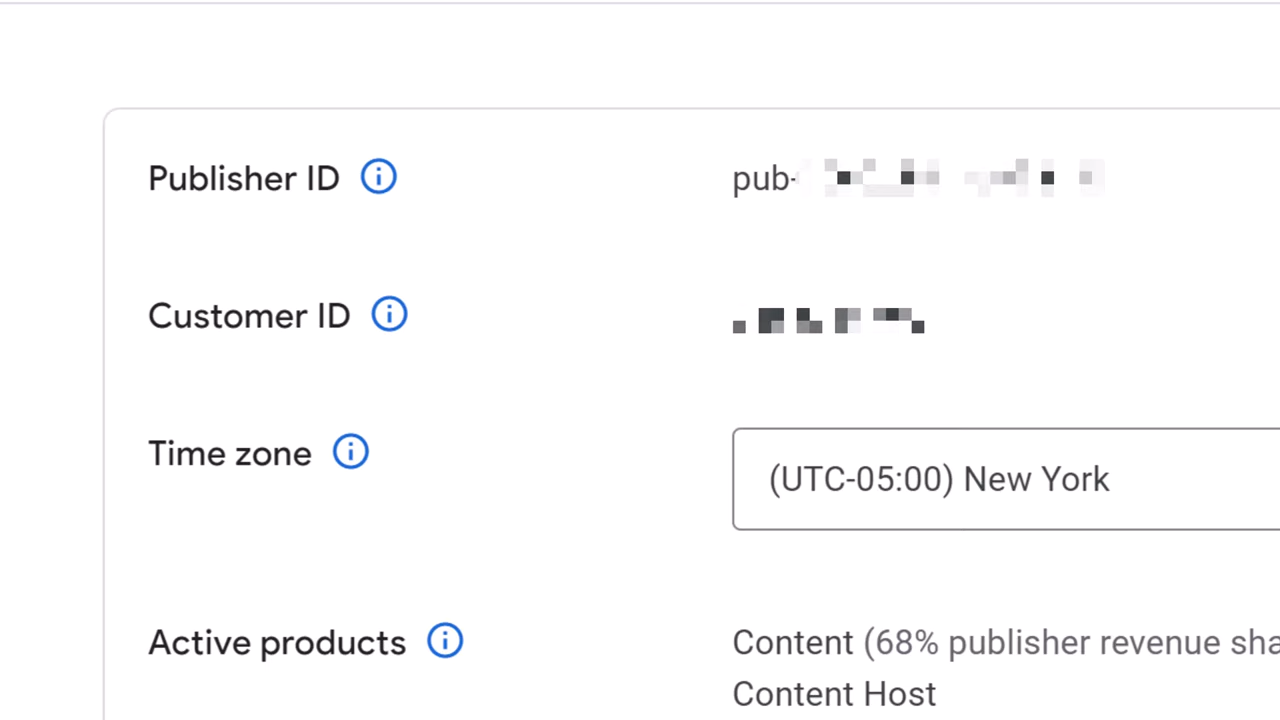 Publisher ID pub-
Customer ID
Time zone (UTC-05:00) New York
Active products Content (68% publisher revenue
Content Host